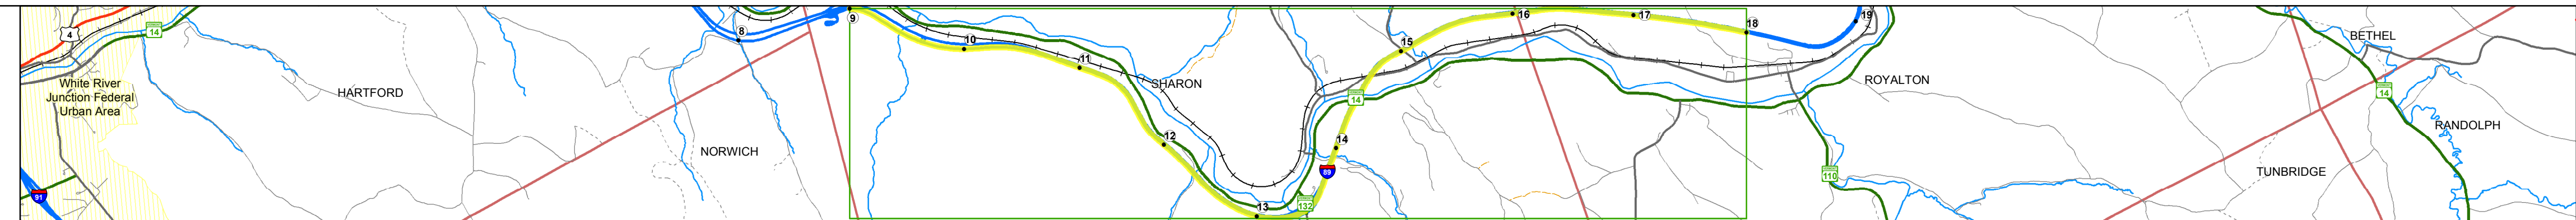 4
14
White River
Junction Federal
Urban Area
91
HARTFORD
8
NORWICH
9
10
11
SHARON
12
13
132
89
14
14
15
16
17
18
19
ROYALTON
110
BETHEL
14
RANDOLPH
TUNBRIDGE